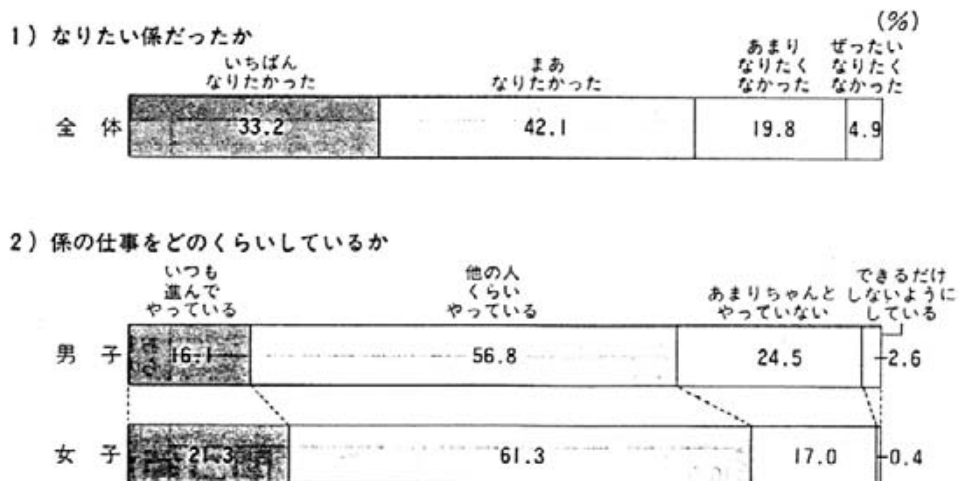 (%)
1) なりたい係だったか
いちばん
なりたかった
まあ
なりたかった
あまり
なりたく
なかった
ぜったい
なりたく
なかった
全体 33.2 42.1 19.8 4.9
2) 係の仕事をどのくらいしているか
いつも
進んで
やっている
他の人
くらい
やっている
あまりちゃんと
やっていない
できるだけ
しないように
している
男子 16.1 56.8 24.5 2.6
女子 21.3 61.3 17.0 0.4